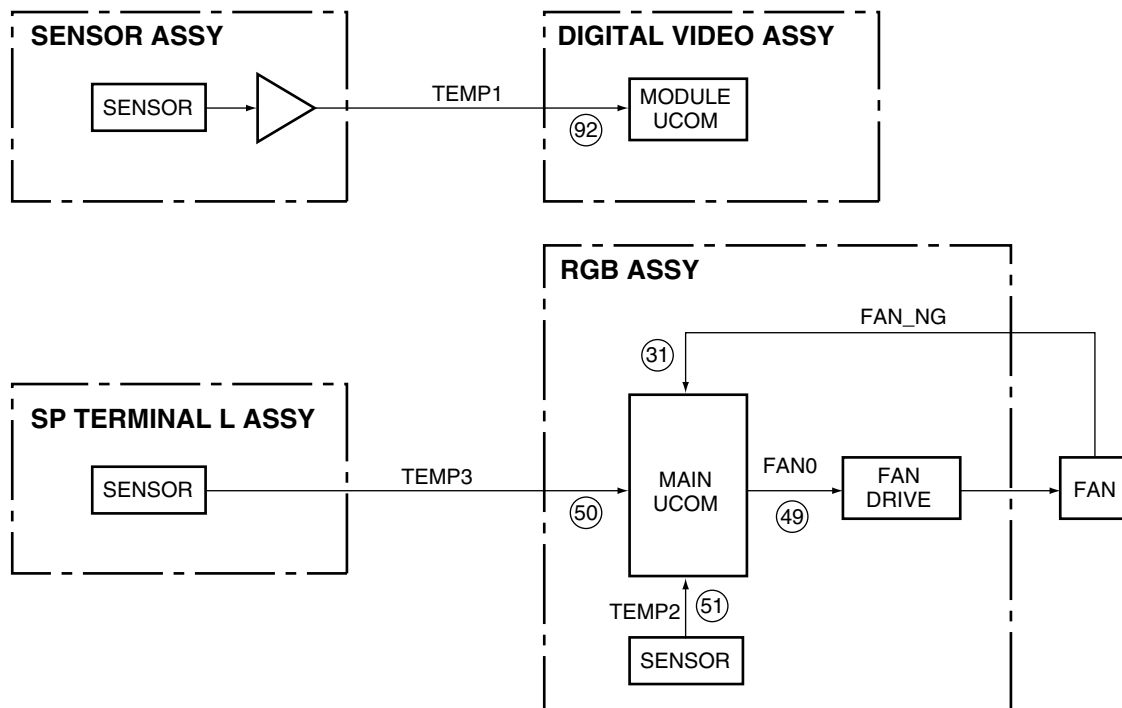 SENSOR ASSY
SENSOR
TEMP1
DIGITAL VIDEO ASSY
92
MODULE
UCOM
RGB ASSY
FAN_NG
31
SP TERMINAL L ASSY
SENSOR
TEMP3
50
MAIN
UCOM
FAN0
49
FAN
DRIVE
FAN
TEMP2
51
SENSOR